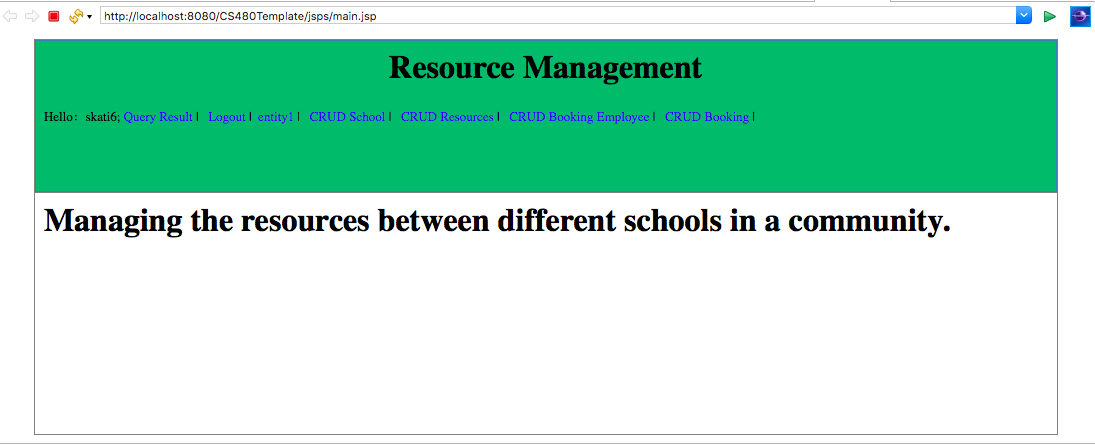 http://localhost:8080/CS480Template/jsps/main.jsp
Resource Management
Hello： skati6; Query Result | Logout | entity1 | CRUD School | CRUD Resources | CRUD Booking Employee | CRUD Booking |
Managing the resources between different schools in a community.